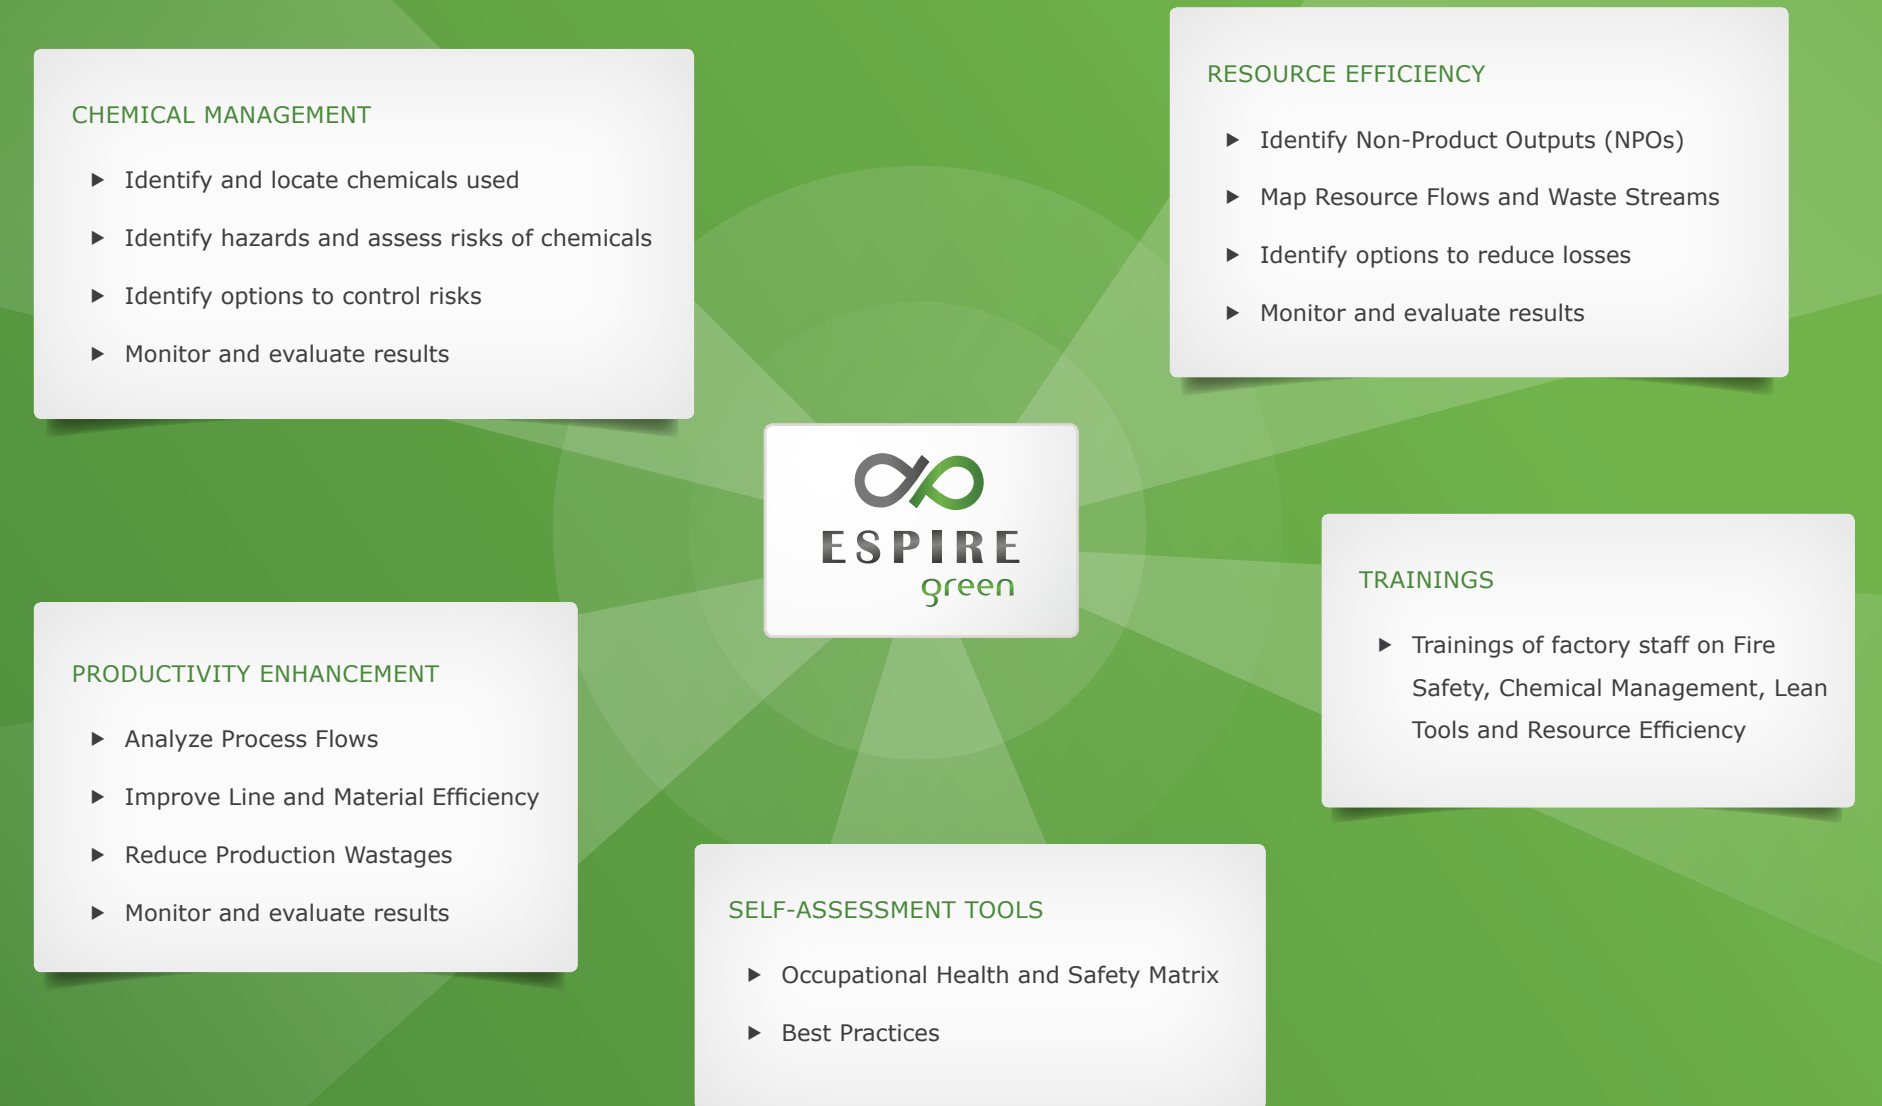 CHEMICAL MANAGEMENT
▶ Identify and locate chemicals used
▶ Identify hazards and assess risks of chemicals
▶ Identify options to control risks
▶ Monitor and evaluate results
RESOURCE EFFICIENCY
▶ Identify Non-Product Outputs (NPOs)
▶ Map Resource Flows and Waste Streams
▶ Identify options to reduce losses
▶ Monitor and evaluate results
ESPIRE
green
TRAININGS
▶ Trainings of factory staff on Fire
Safety, Chemical Management, Lean
Tools and Resource Efficiency
PRODUCTIVITY ENHANCEMENT
▶ Analyze Process Flows
▶ Improve Line and Material Efficiency
▶ Reduce Production Wastages
▶ Monitor and evaluate results
SELF-ASSESSMENT TOOLS
▶ Occupational Health and Safety Matrix
▶ Best Practices